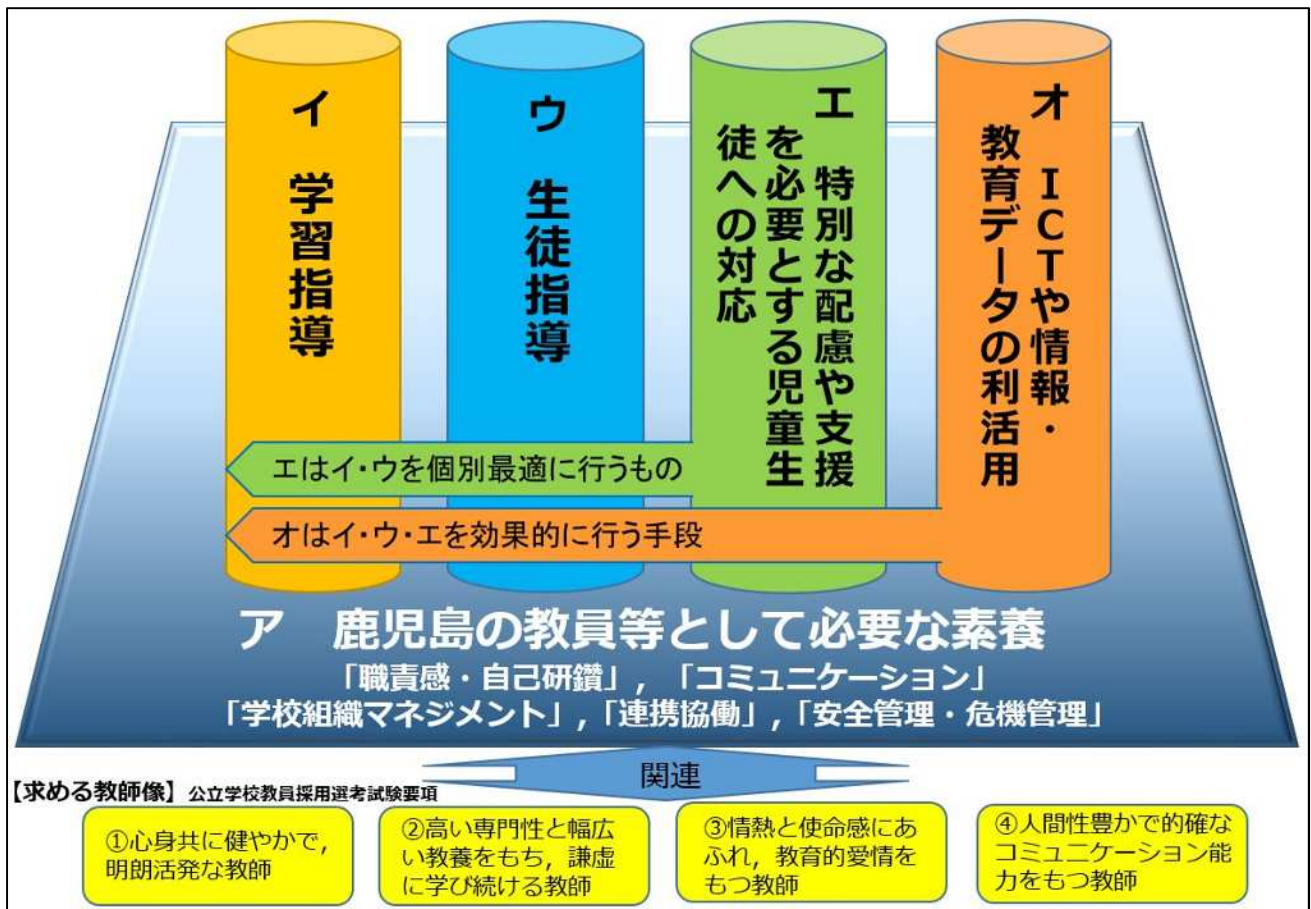 イ 学習指導
ウ 生徒指導
エ 特別な配慮や支援
を必要とする児童生
徒への対応
オ ICTや情報・
教育データの利活用
エはイ・ウを個別最適に行うもの
オはイ・ウ・エを効果的に行う手段
ア 鹿児島の教員等として必要な素養
「職責感・自己研鑽」,「コミュニケーション」
「学校組織マネジメント」,「連携協働」,「安全管理・危機管理」
関連
【求める教師像】公立学校教員採用選考試験要項
①心身共に健やかで,
明朗活発な教師
②高い専門性と幅広
い教養をもち,謙虚
に学び続ける教師
③情熱と使命感にあ
ふれ,教育的愛情を
もつ教師
④人間性豊かで的確な
コミュニケーション能
力をもつ教師